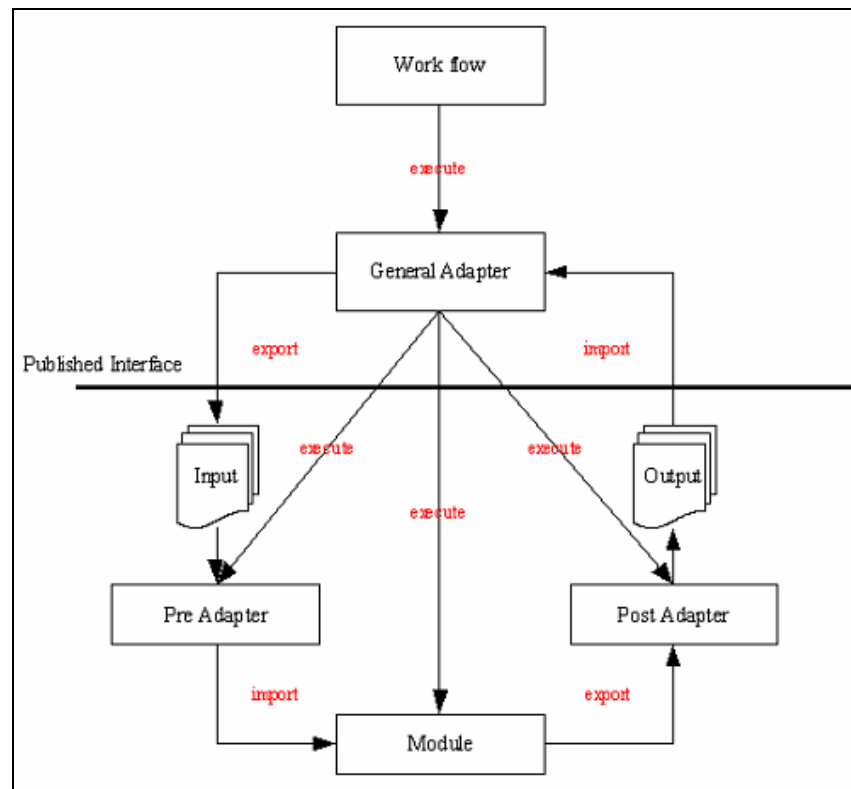 Work flow
execute
General Adapter
export
import
Published Interface
execute
execute
Input
Output
execute
Pre Adapter
Post Adapter
import
export
Module